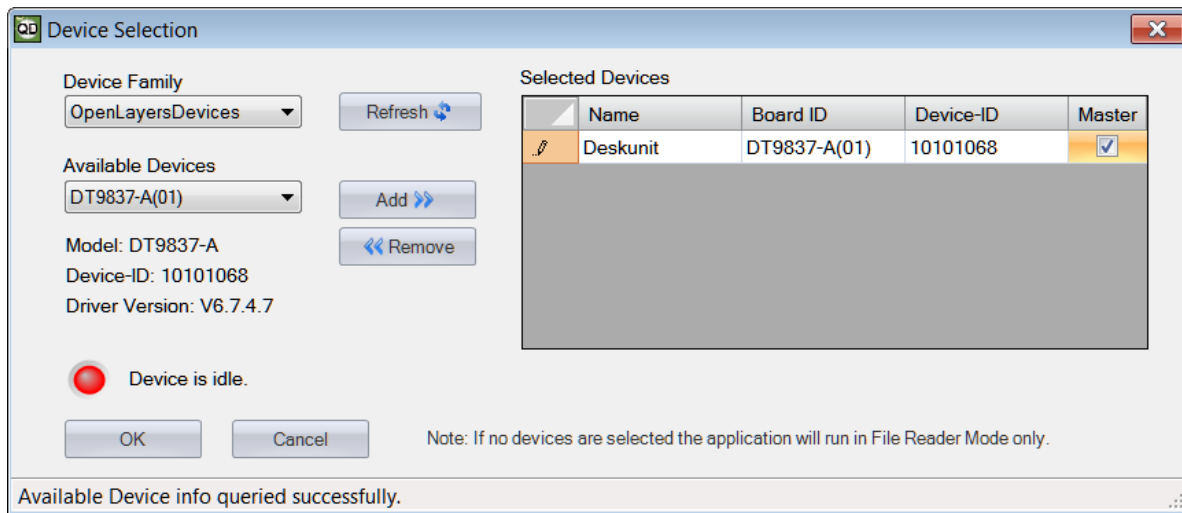 QD Device Selection
Device Family
OpenLayersDevices
Refresh
Available Devices
DT9837-A(01)
Add
Remove
Model: DT9837-A
Device-ID: 10101068
Driver Version: V6.7.4.7
Selected Devices
Name Board ID Device-ID Master
Deskunit DT9837-A(01) 10101068
Device is idle.
OK Cancel Note: If no devices are selected the application will run in File Reader Mode only.
Available Device info queried successfully.